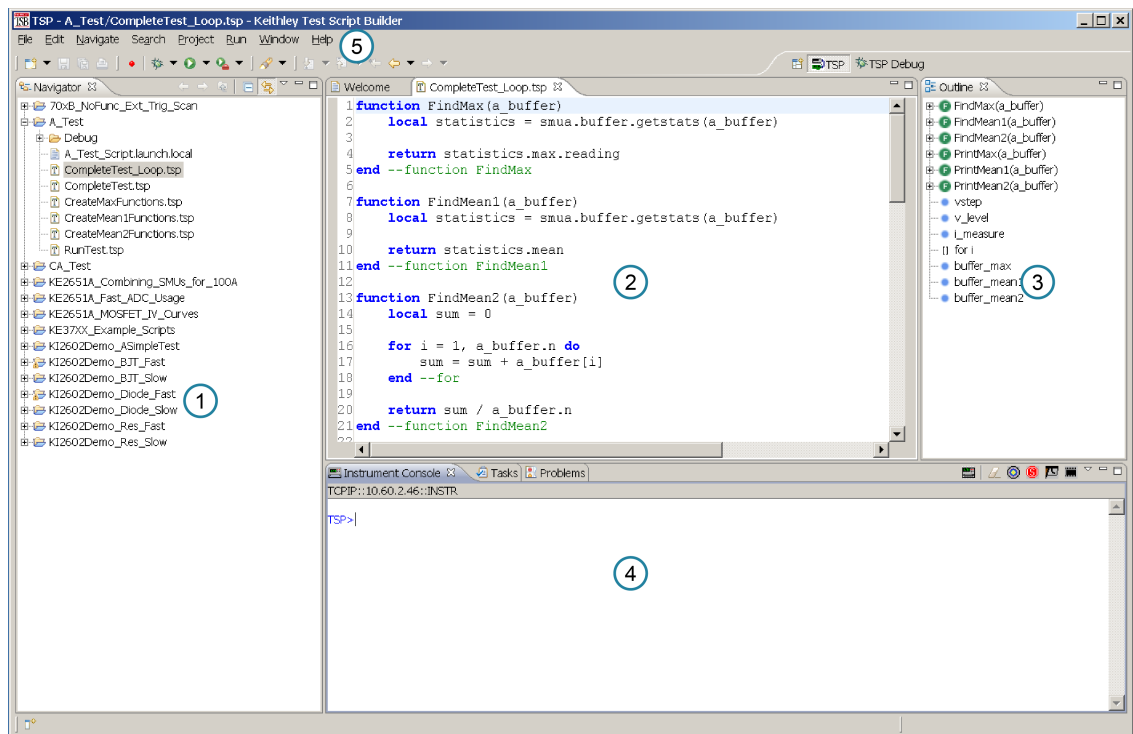 TSP - A_Test/CompleteTest_Loop.tsp - Keithley Test Script Builder
File Edit Navigate Search Project Run Window Help
5
TSP TSP Debug
Navigator
70xB_NoFunc_Ext_Trig_Scan
A_Test
Debug
A_Test_Script.launch.local
CompleteTest_Loop.tsp
CompleteTest.tsp
CreateMaxFunctions.tsp
CreateMean1Functions.tsp
CreateMean2Functions.tsp
RunTest.tsp
CA_Test
KE2651A_Combining_SMUs_for_100A
KE2651A_Fast_ADC_Usage
KE2651A_MOSFET_IV_Curves
KE37XX_Example_Scripts
KI2602Demo_ASimpleTest
KI2602Demo_BJT_Fast
KI2602Demo_BJT_Slow
KI2602Demo_Diode_Fast
KI2602Demo_Diode_Slow
KI2602Demo_Res_Fast
KI2602Demo_Res_Slow
1
Welcome CompleteTest_Loop.tsp
1 function FindMax(a_buffer)
2 local statistics = smua.buffer.getstats(a_buffer)
3
4 return statistics.max.reading
5 end --function FindMax
6
7 function FindMean1(a_buffer)
8 local statistics = smua.buffer.getstats(a_buffer)
9
10 return statistics.mean
11 end --function FindMean1
12
13 function FindMean2(a_buffer)
14 local sum = 0
15
16 for i = 1, a_buffer.n do
17 sum = sum + a_buffer[i]
18 end --for
19
20 return sum / a_buffer.n
21 end --function FindMean2
22
2
Outline
FindMax(a_buffer)
FindMean1(a_buffer)
FindMean2(a_buffer)
PrintMax(a_buffer)
PrintMean1(a_buffer)
PrintMean2(a_buffer)
vstep
v_level
i_measure
for i
buffer_max
buffer_mean1
buffer_mean2
3
Instrument Console Tasks Problems
TCPIP::10.60.2.46::INSTR
TSP>
4